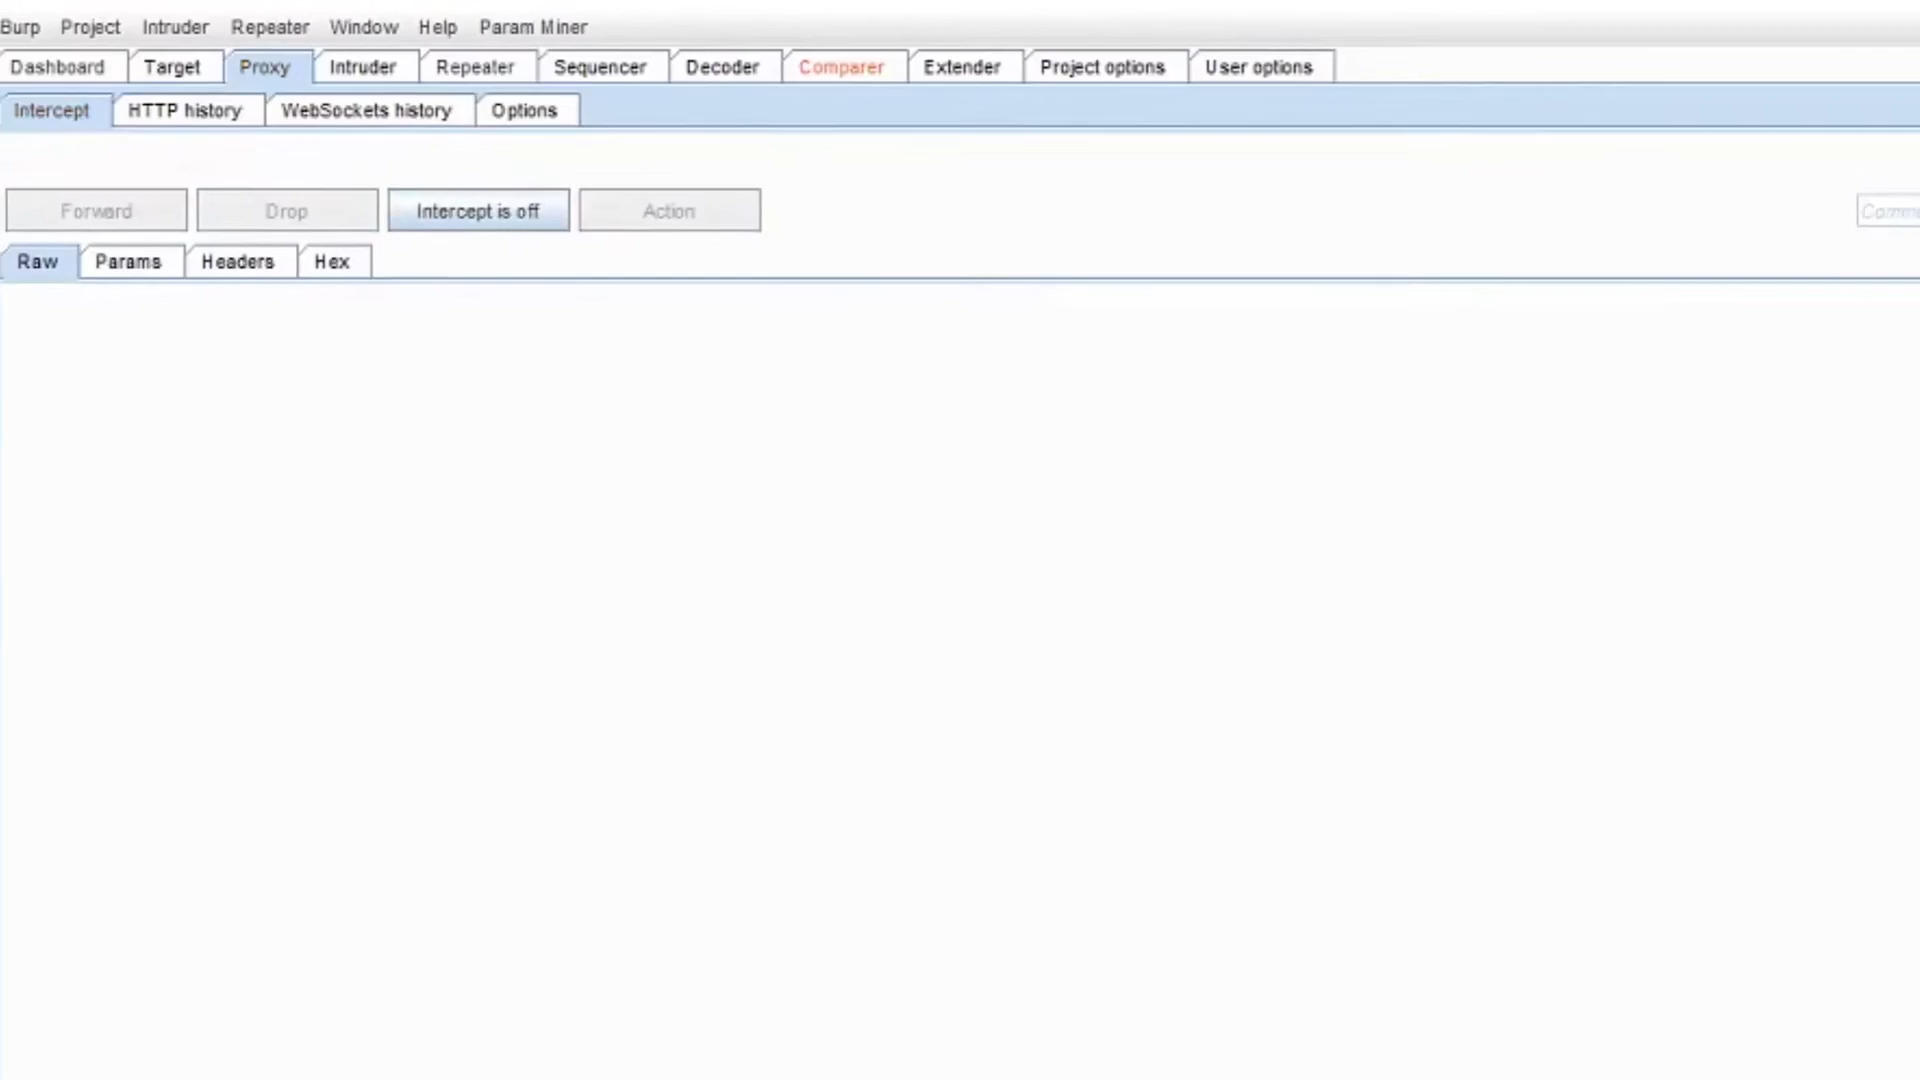 Burp Project Intruder Repeater Window Help Param Miner
Dashboard Target Proxy Intruder Repeater Sequencer Decoder Comparer Extender Project options User options
Intercept HTTP history WebSockets history Options
Forward Drop Intercept is off Action
Raw Params Headers Hex